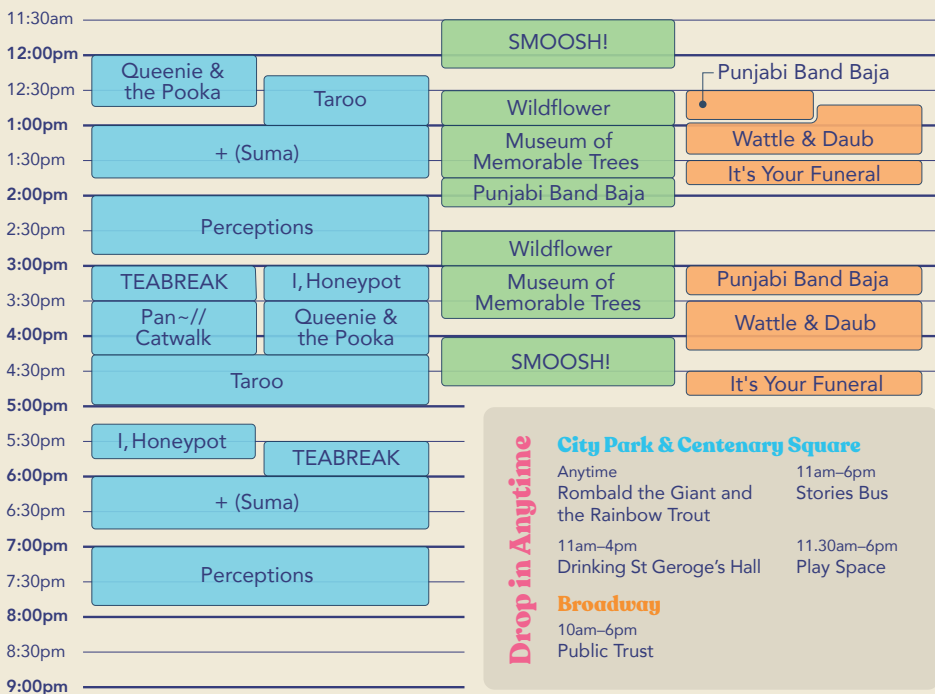 11:30am
12:00pm
12:30pm
1:00pm
1:30pm
2:00pm
2:30pm
3:00pm
3:30pm
4:00pm
4:30pm
5:00pm
5:30pm
6:00pm
6:30pm
7:00pm
7:30pm
8:00pm
8:30pm
9:00pm
Queenie &
the Pooka
Taroo
+ (Suma)
Perceptions
TEABREAK
I, Honeypot
Pan~//
Catwalk
Queenie &
the Pooka
Taroo
I, Honeypot
TEABREAK
+ (Suma)
Perceptions
SMOOSH!
Wildflower
Museum of
Memorable Trees
Punjabi Band Baja
Wildflower
Museum of
Memorable Trees
SMOOSH!
Punjabi Band Baja
Wattle & Daub
It's Your Funeral
Punjabi Band Baja
Wattle & Daub
It's Your Funeral
Drop in Anytime
City Park & Centenary Square
Anytime
Rombald the Giant and
the Rainbow Trout
11am–6pm
Stories Bus
11am–4pm
Drinking St Geroge's Hall
11.30am–6pm
Play Space
Broadway
10am–6pm
Public Trust